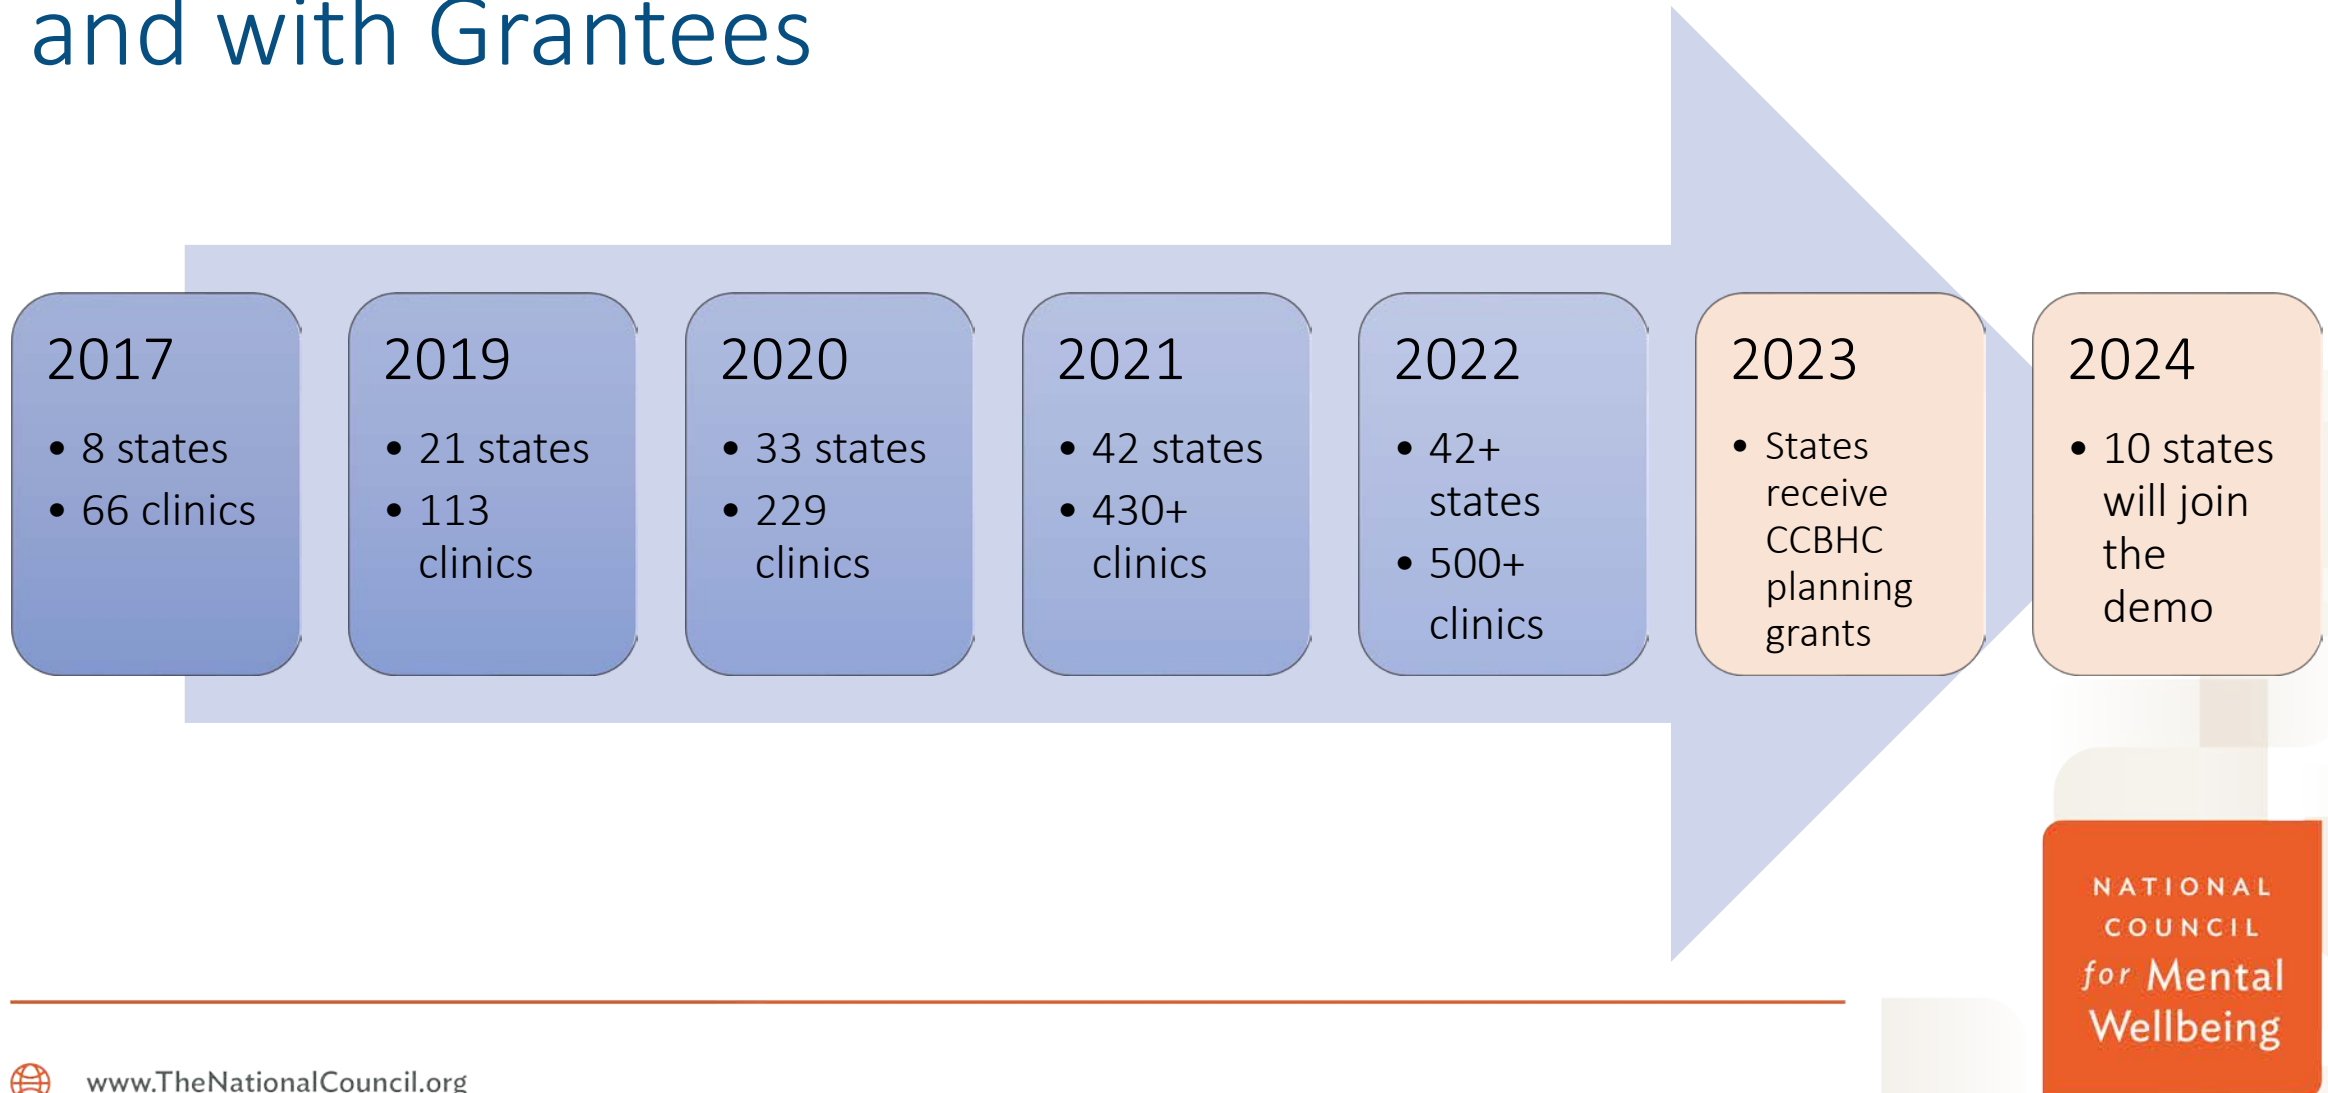 and with Grantees
2017
• 8 states
• 66 clinics
2019
• 21 states
• 113
clinics
2020
• 33 states
• 229
clinics
2021
• 42 states
• 430+
clinics
2022
• 42+
states
• 500+
clinics
2023
• States
receive
CCBHC
planning
grants
2024
• 10 states
will join
the
demo
NATIONAL
COUNCIL
for Mental
Wellbeing
www.TheNationalCouncil.org